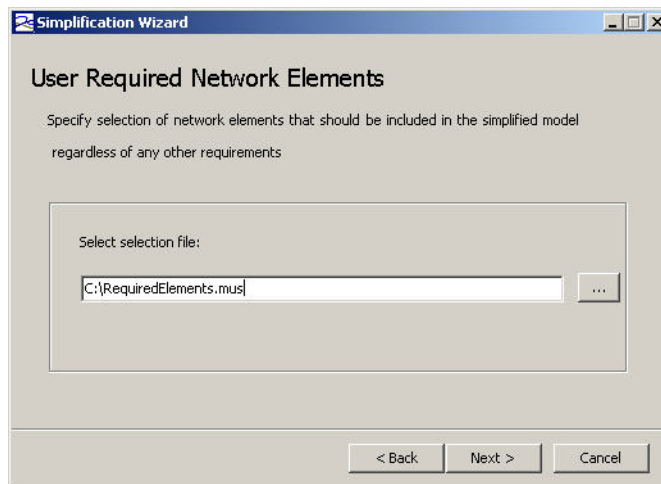 Simplification Wizard
User Required Network Elements
Specify selection of network elements that should be included in the simplified model
regardless of any other requirements
Select selection file:
C:\RequiredElements.mus
...
< Back Next > Cancel